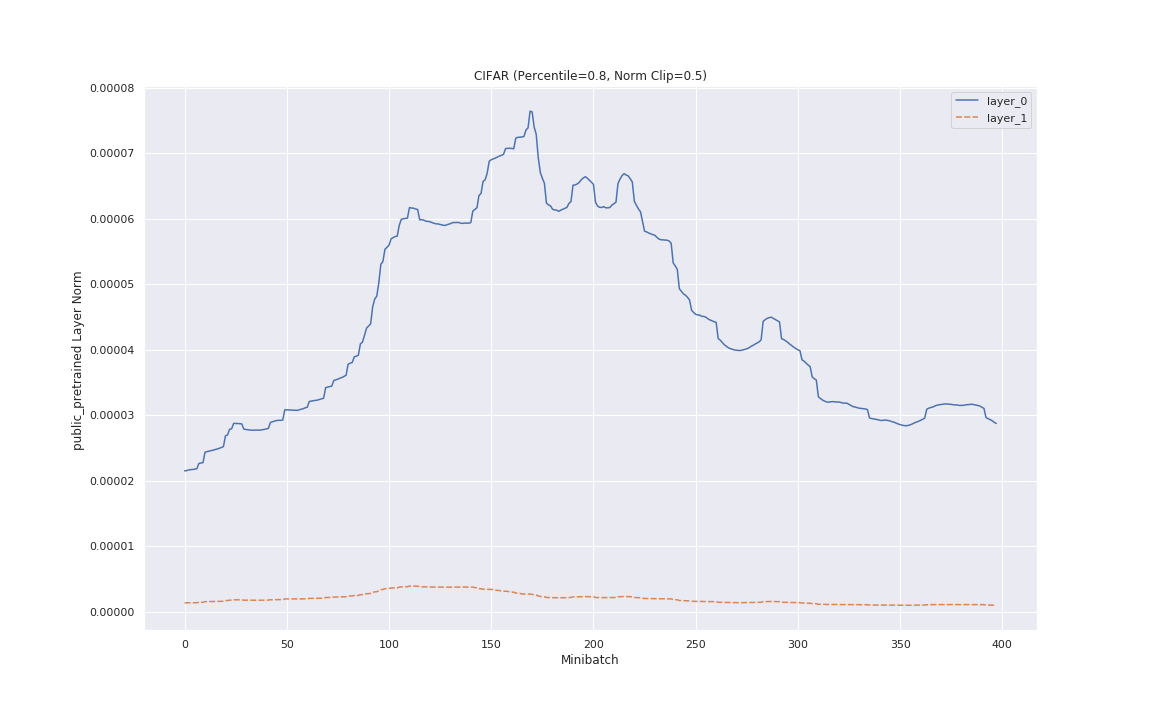 CIFAR (Percentile=0.8, Norm Clip=0.5)
layer_0
layer_1
public_pretrained Layer Norm
0.00008
0.00007
0.00006
0.00005
0.00004
0.00003
0.00002
0.00001
0.00000
0 50 100 150 200 250 300 350 400
Minibatch